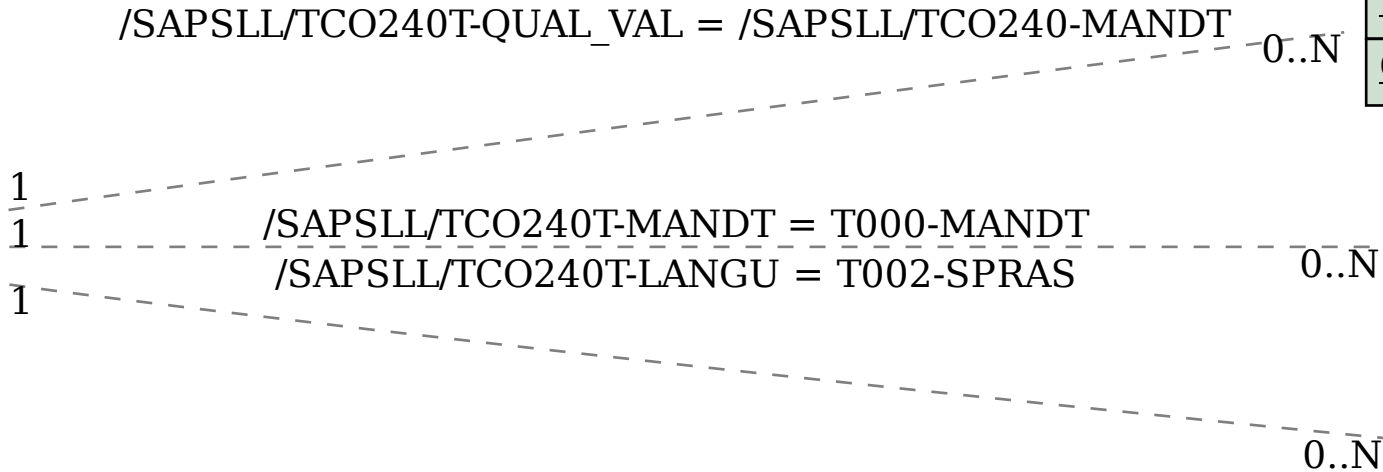 /SAPSLL/TCO240T-QUAL_VAL = /SAPSLL/TCO240-MANDT
0..N
1
/SAPSLL/TCO240T-MANDT = T000-MANDT
1
0..N
/SAPSLL/TCO240T-LANGU = T002-SPRAS
1
0..N